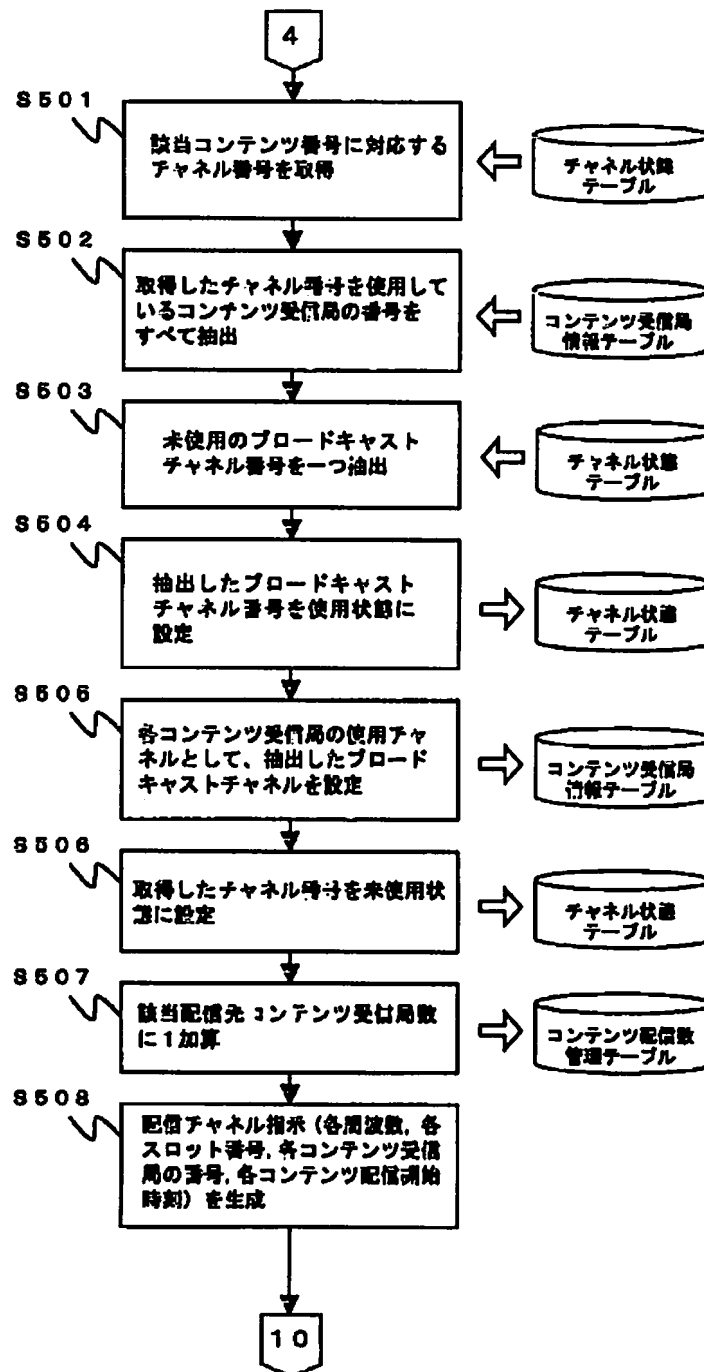 4
S501
該当コンテンツ番号に対応する
チャネル番号を取得
チャネル状態
テーブル
S502
取得したチャネル番号を使用して
いるコンテンツ受信局の番号を
すべて抽出
コンテンツ受信局
情報テーブル
S503
未使用のブロードキャスト
チャネル番号を一つ抽出
チャネル状態
テーブル
S504
抽出したブロードキャスト
チャネル番号を使用状態に
設定
チャネル状態
テーブル
S505
各コンテンツ受信局の使用チャ
ネルとして、抽出したブロード
キャストチャネルを設定
コンテンツ受信局
情報テーブル
S506
取得したチャネル番号を未使用状
態に設定
チャネル状態
テーブル
S507
該当配信先コンテンツ受信局数
に1加算
コンテンツ配信数
管理テーブル
S508
配信チャネル指示(各周波数,各
スロット番号,各コンテンツ受信
局の番号,各コンテンツ配信開始
時刻)を生成
10